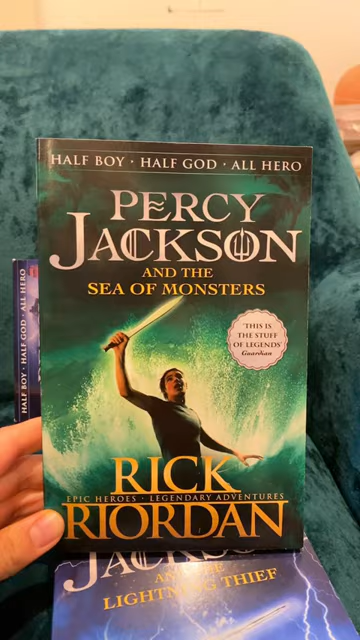 HALF BOY · HALF GOD · ALL HERO
PERCY
JACKSON
AND THE
SEA OF MONSTERS
'THIS IS
THE STUFF
OF LEGENDS'
Guardian
RICK
EPIC HEROES · LEGENDARY ADVENTURES
RIORDAN
HALF BOY · HALF GOD · ALL HERO
JACKSON
LIGHTNING THIEF